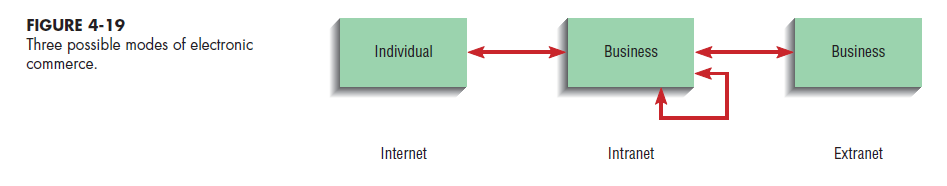 FIGURE 4-19
Three possible modes of electronic
commerce.
Individual
Business
Business
Internet
Intranet
Extranet